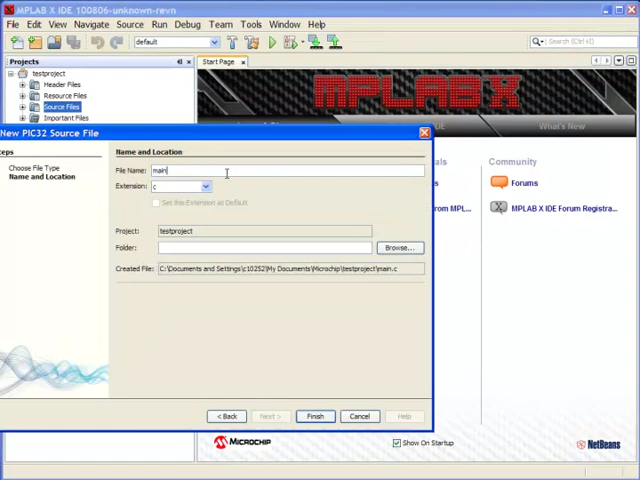 MPLAB X IDE 100806-unknown-revn
File Edit View Navigate Source Run Debug Team Tools Window Help
default
Search (Ctrl+I)
Projects
Start Page
testproject
Header Files
Resource Files
Source Files
Important Files
MPLABX
IDE
What's New
New PIC32 Source File
Steps
Choose File Type
Name and Location
Name and Location
File Name: main
Extension: c
Set this Extension as Default
Project: testproject
Folder:
Browse...
Created File: C:\Documents and Settings\c10252\My Documents\Microchip\testproject\main.c
< Back Next > Finish Cancel Help
Community
Forums
MPLAB X IDE Forum Registra...
MPL...
MICROCHIP
Show On Startup
NetBeans